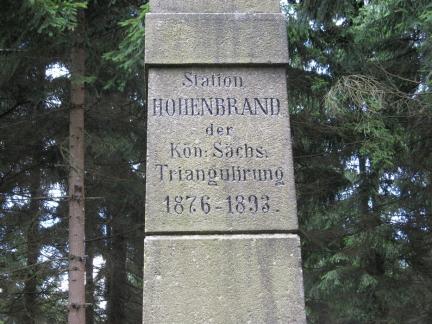 Station
HOHENBRAND
der
Kön: Sächs:
Triangulirung
1876-1893.